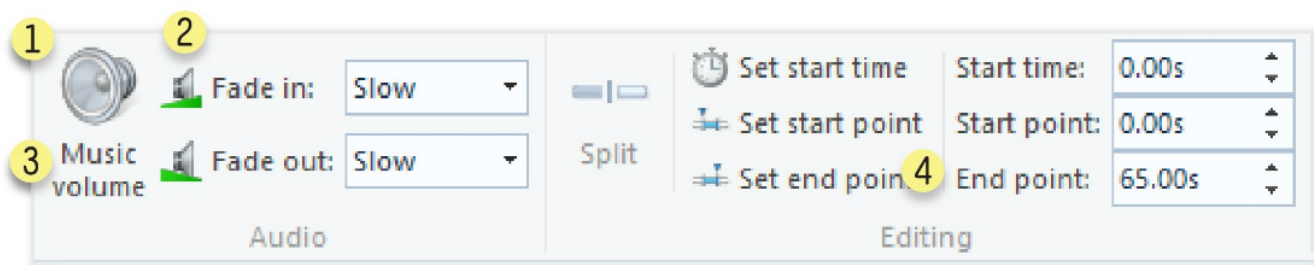 1
2
Fade in: Slow
3
Music
volume
Fade out: Slow
Audio
Split
Set start time
Start time: 0.00s
Set start point
Start point: 0.00s
Set end poin
4
End point: 65.00s
Editing